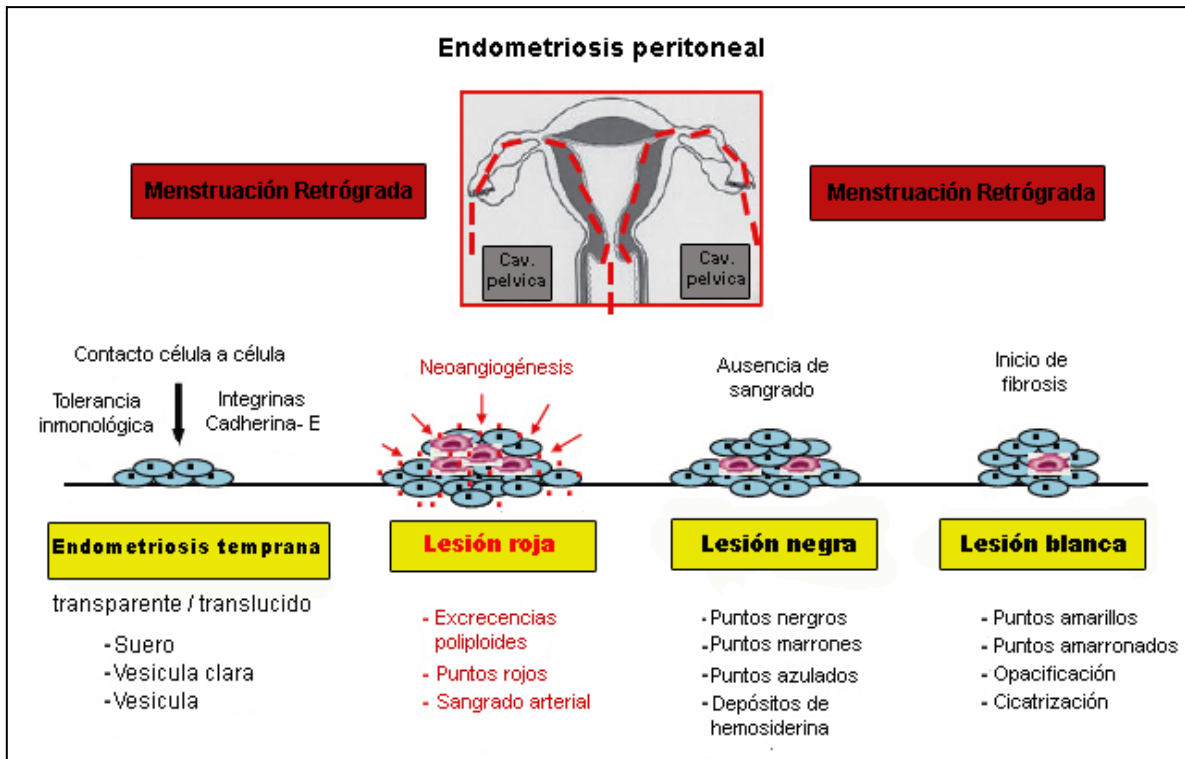 Endometriosis peritoneal
Menstruación Retrógrada
Menstruación Retrógrada
Cav.
pelvica
Cav.
pelvica
Contacto célula a célula
Tolerancia
inmonológica
Integrinas
Cadherina- E
Neoangiogénesis
Ausencia de
sangrado
Inicio de
fibrosis
Endometriosis temprana
transparente / translucido
-Suero
-Vesicula clara
-Vesicula
Lesión roja
- Excrecencias
poliploides
- Puntos rojos
- Sangrado arterial
Lesión negra
-Puntos nergros
-Puntos marrones
-Puntos azulados
- Depósitos de
hemosiderina
Lesión blanca
- Puntos amarillos
- Puntos amarronados
- Opacificación
- Cicatrización